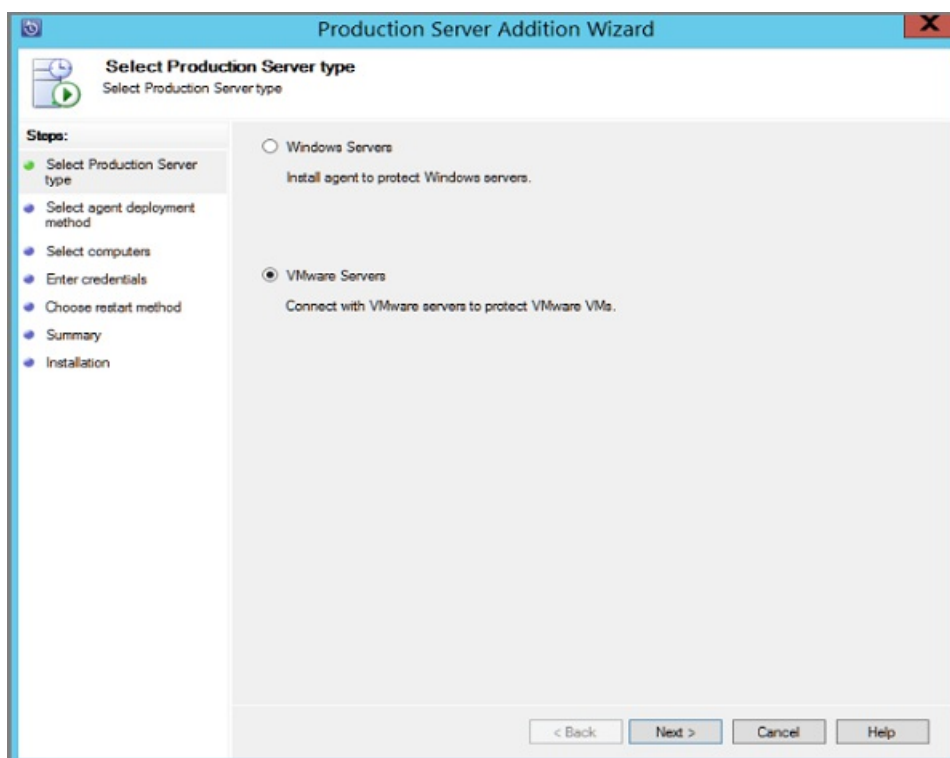 Production Server Addition Wizard
X
Select Production Server type
Select Production Server type
Steps:
Select Production Server
type
Select agent deployment
method
Select computers
Enter credentials
Choose restart method
Summary
Installation
Windows Servers
Install agent to protect Windows servers.
VMware Servers
Connect with VMware servers to protect VMware VMs.
< Back
Next >
Cancel
Help